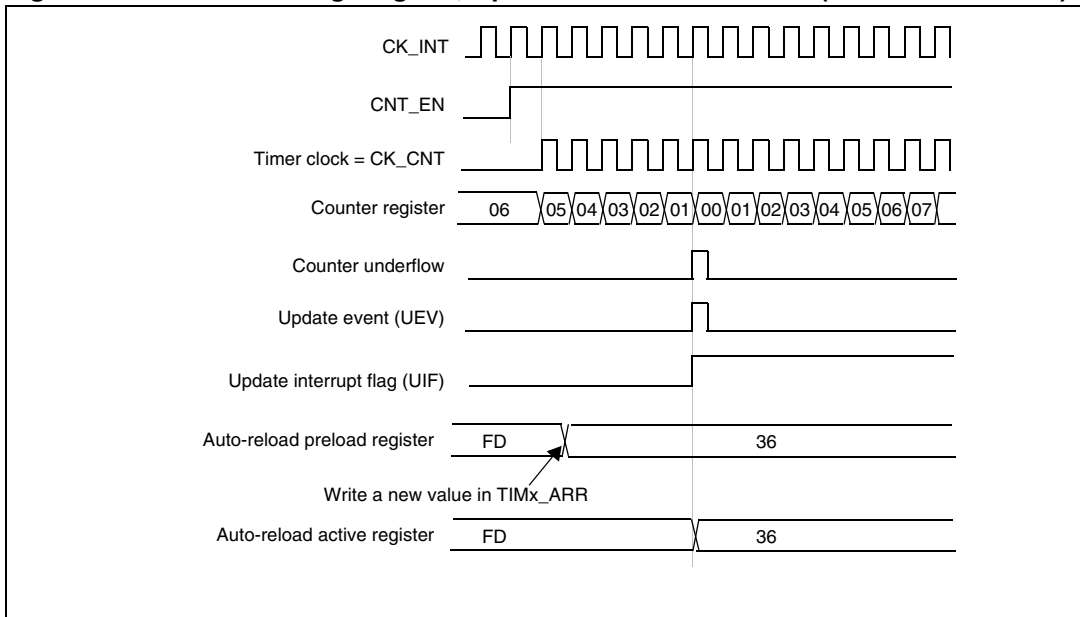 CK_INT
CNT_EN
Timer clock = CK_CNT
Counter register 06 05 04 03 02 01 00 01 02 03 04 05 06 07
Counter underflow
Update event (UEV)
Update interrupt flag (UIF)
Auto-reload preload register FD 36
Write a new value in TIMx_ARR
Auto-reload active register FD 36